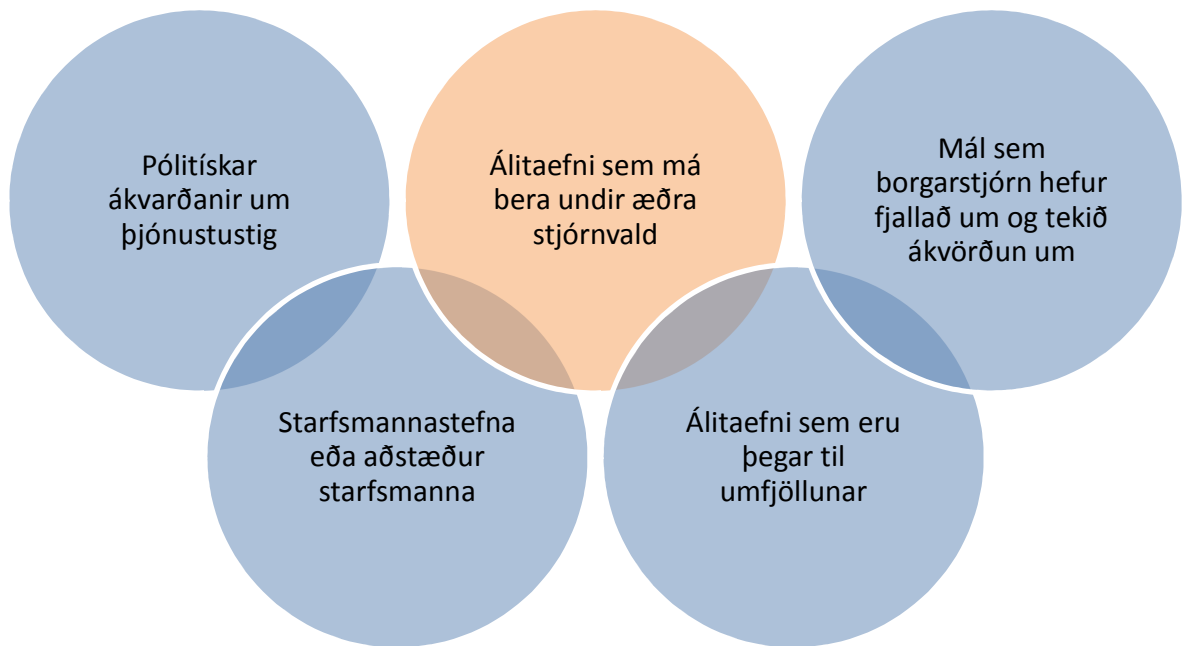 Pólitískar
ákvarðanir um
þjónustustig
Álitaefni sem má
bera undir æðra
stjórnvald
Mál sem
borgarstjórn hefur
fjallað um og tekið
ákvörðun um
Starfsmannastefna
eða aðstæður
starfsmanna
Álitaefni sem eru
þegar til
umfjöllunar